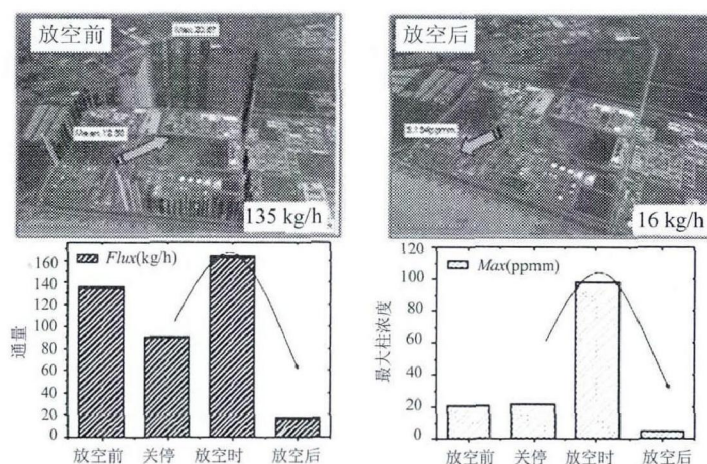 放空前
Max: 20.67
135 kg/h
放空后
16 kg/h
Flux(kg/h)
通量
160
140
120
100
80
60
40
20
0
放空前 关停 放空时 放空后
Max(ppmm)
最大柱浓度
120
100
80
60
40
20
0
放空前 关停 放空时 放空后